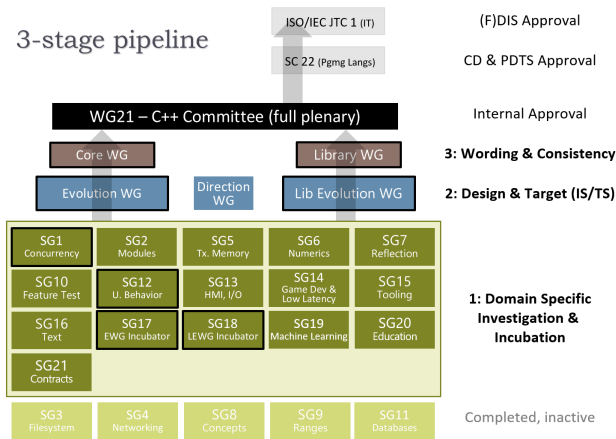 3-stage pipeline
ISO/IEC JTC 1 (IT)
(F)DIS Approval
SC 22 (Pgmg Langs)
CD & PDTS Approval
WG21 – C++ Committee (full plenary)
Internal Approval
Core WG
Library WG
3: Wording & Consistency
Evolution WG
Direction
WG
Lib Evolution WG
2: Design & Target (IS/TS)
SG1
Concurrency
SG2
Modules
SG5
Tx. Memory
SG6
Numerics
SG7
Reflection
SG10
Feature Test
SG12
U. Behavior
SG13
HMI, I/O
SG14
Game Dev &
Low Latency
SG15
Tooling
1: Domain Specific
Investigation &
Incubation
SG16
Text
SG17
EWG Incubator
SG18
LEWG Incubator
SG19
Machine Learning
SG20
Education
SG21
Contracts
SG3
Filesystem
SG4
Networking
SG8
Concepts
SG9
Ranges
SG11
Databases
Completed, inactive